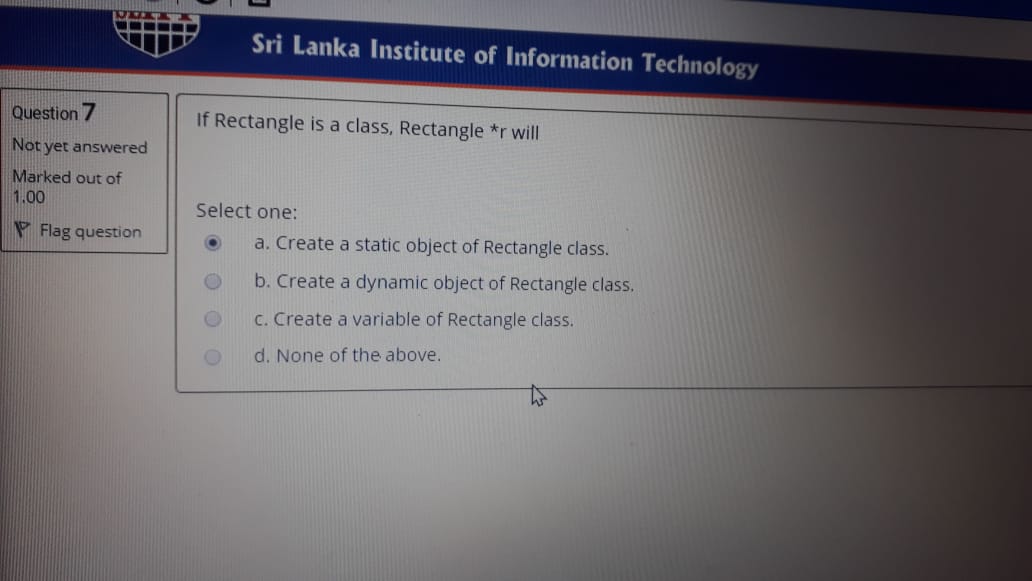 Sri Lanka Institute of Information Technology
Question 7
Not yet answered
Marked out of
1.00
Flag question
If Rectangle is a class, Rectangle *r will
Select one:
a. Create a static object of Rectangle class.
b. Create a dynamic object of Rectangle class.
c. Create a variable of Rectangle class.
d. None of the above.